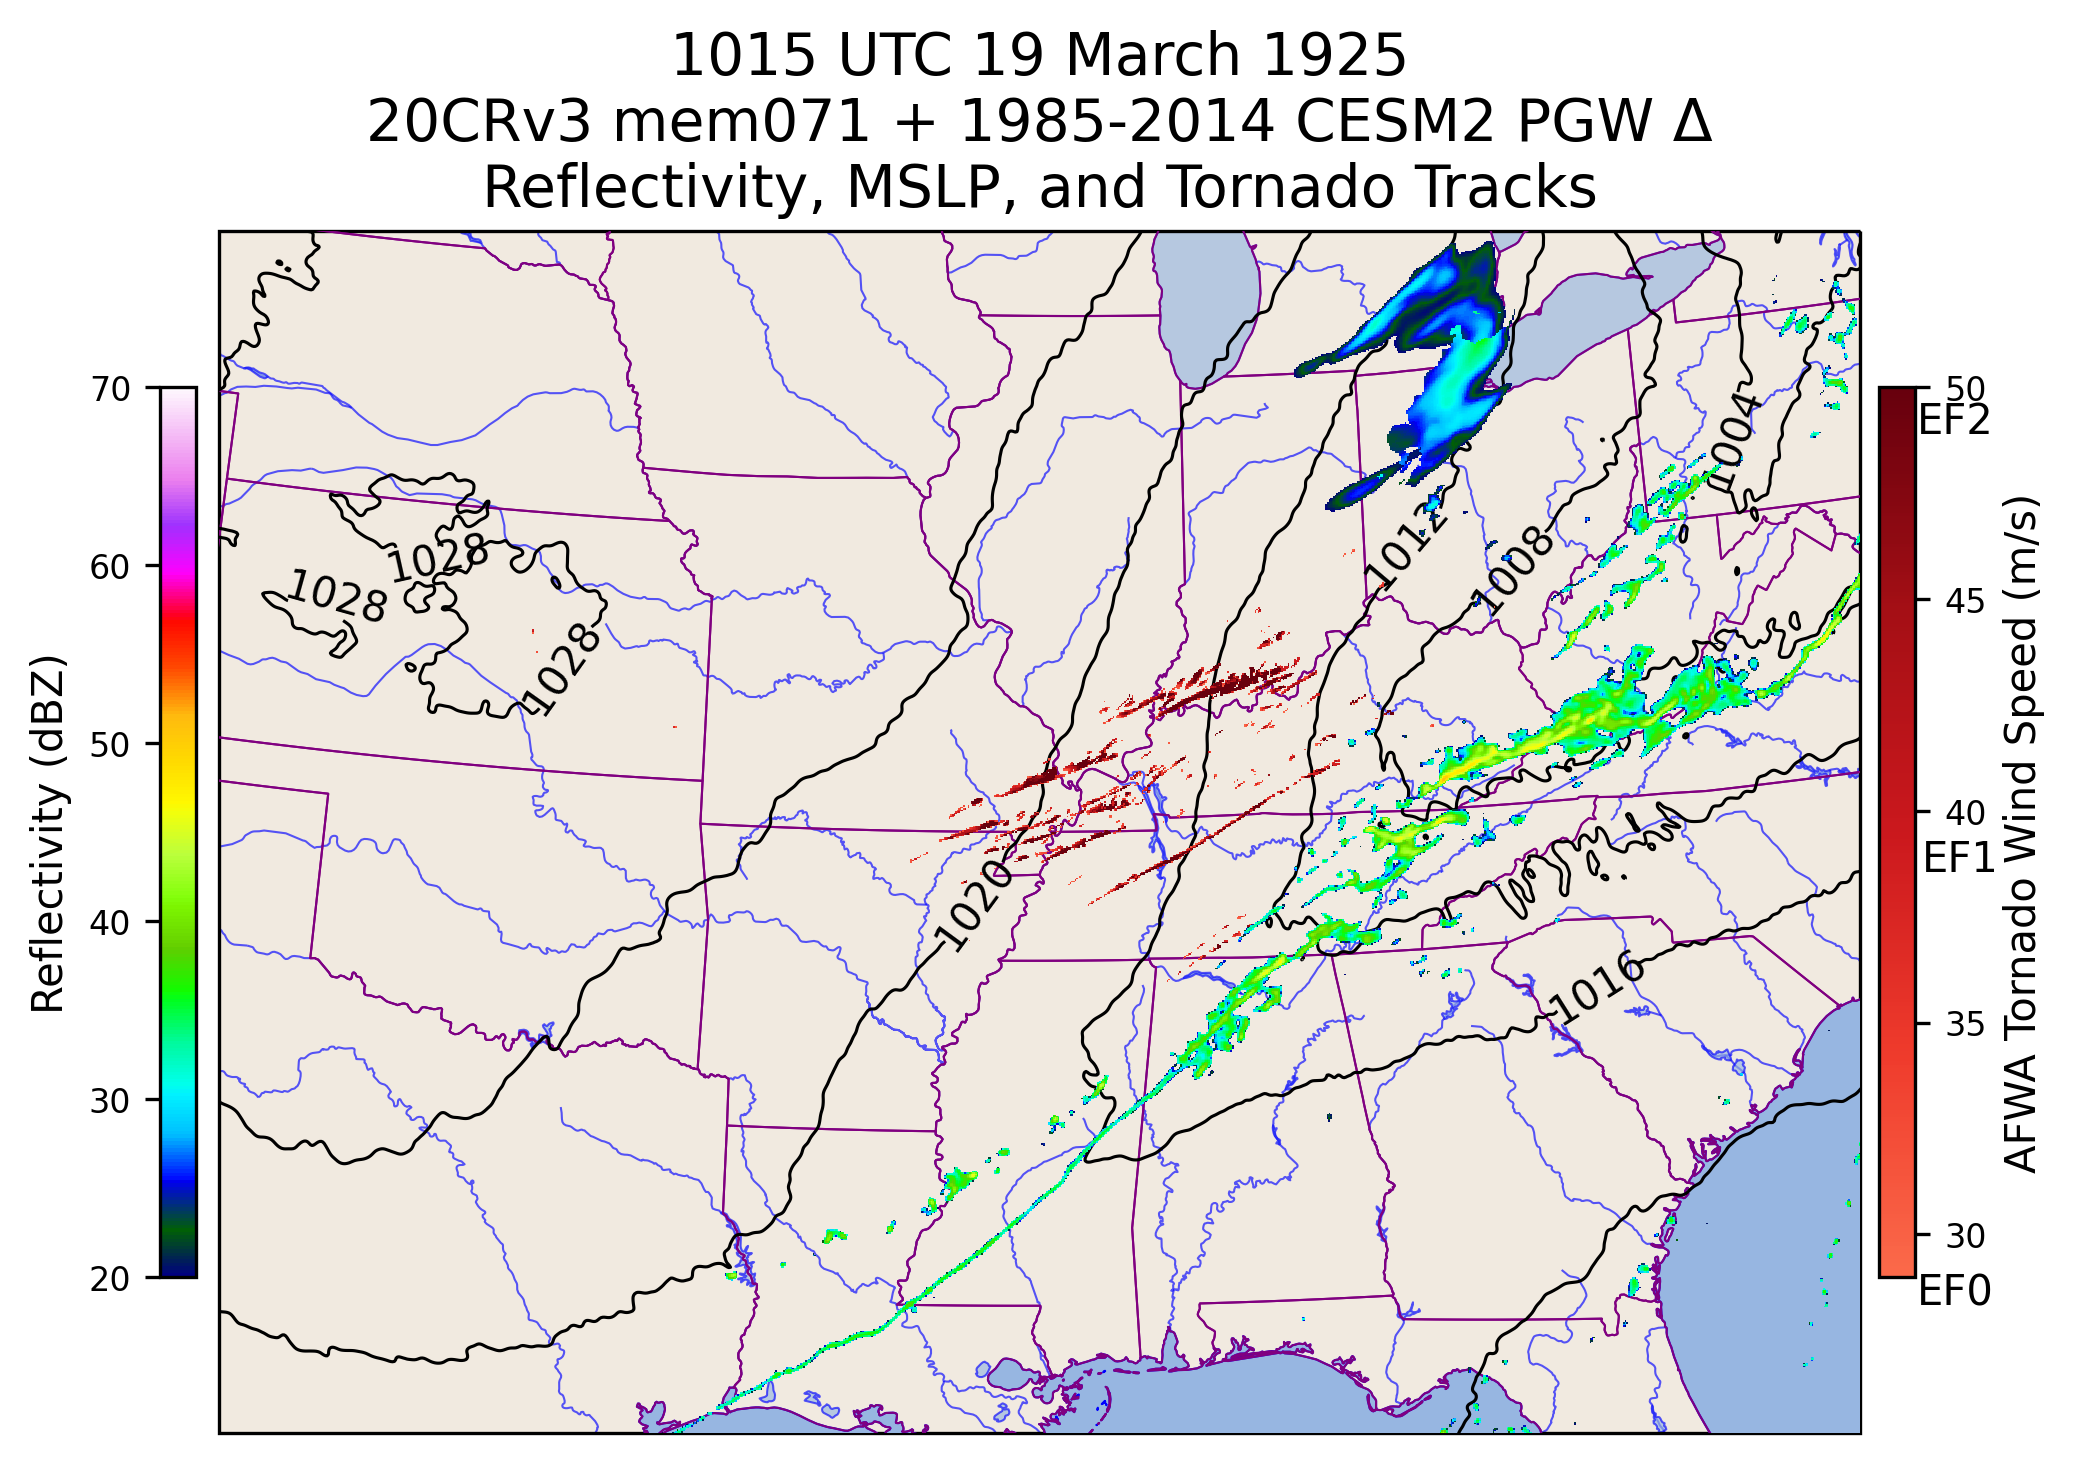 1015 UTC 19 March 1925
20CRv3 mem071 + 1985-2014 CESM2 PGW Δ
Reflectivity, MSLP, and Tornado Tracks
70
60
50
40
30
20
Reflectivity (dBZ)
1028
1028
1028
1020
1012
1008
1004
1016
50
EF2
45
40
EF1
35
30
EF0
AFWA Tornado Wind Speed (m/s)